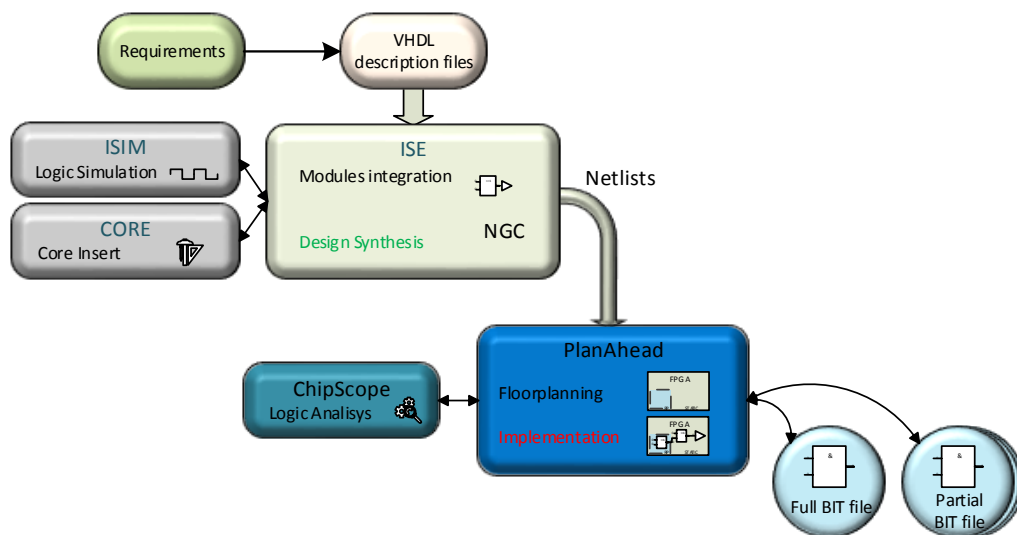 Requirements
VHDL
description files
ISIM
Logic Simulation
CORE
Core Insert
ISE
Modules integration
Design Synthesis
NGC
Netlists
PlanAhead
Floorplanning
FPGA
Implementation
FPGA
ChipScope
Logic Analisys
&
Full BIT file
&
Partial
BIT file